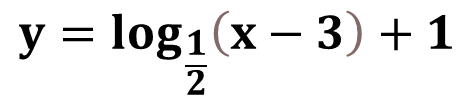 y = log_{1/2}(x − 3) + 1